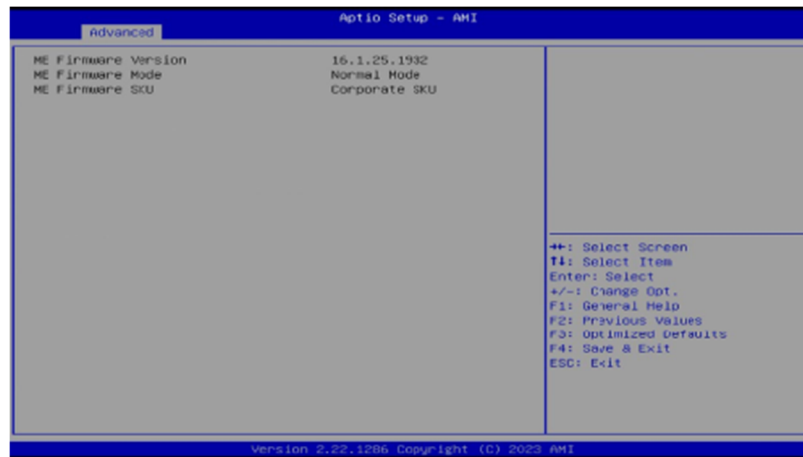 Aptio Setup - AMI
Advanced
ME Firmware Version 16.1.25.1932
ME Firmware Mode Normal Mode
ME Firmware SKU Corporate SKU
→←: Select Screen
↑↓: Select Item
Enter: Select
+/-: Change Opt.
F1: General Help
F2: Previous Values
F3: Optimized Defaults
F4: Save & Exit
ESC: Exit
Version 2.22.1286 Copyright (C) 2023 AMI